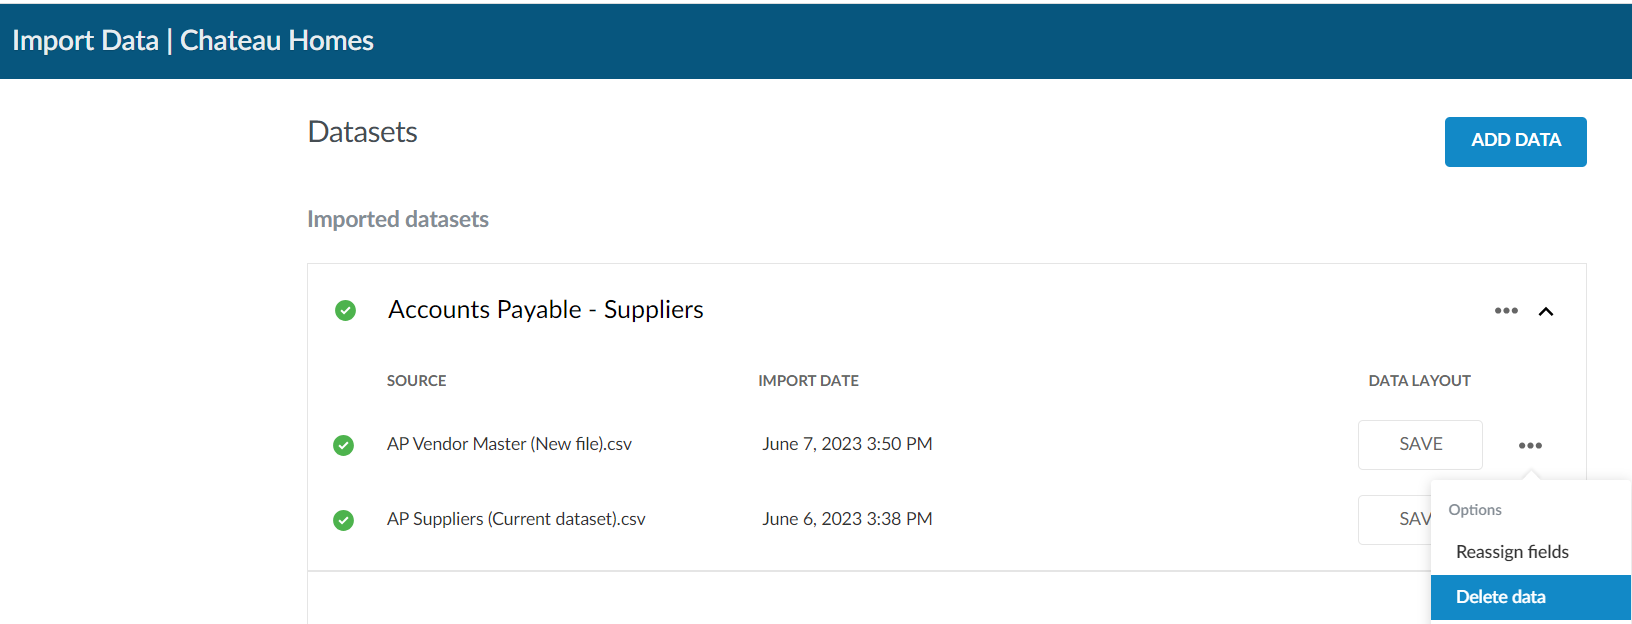 Import Data | Chateau Homes
Datasets
ADD DATA
Imported datasets
Accounts Payable - Suppliers
SOURCE IMPORT DATE DATA LAYOUT
AP Vendor Master (New file).csv June 7, 2023 3:50 PM SAVE
AP Suppliers (Current dataset).csv June 6, 2023 3:38 PM SAV
Options
Reassign fields
Delete data